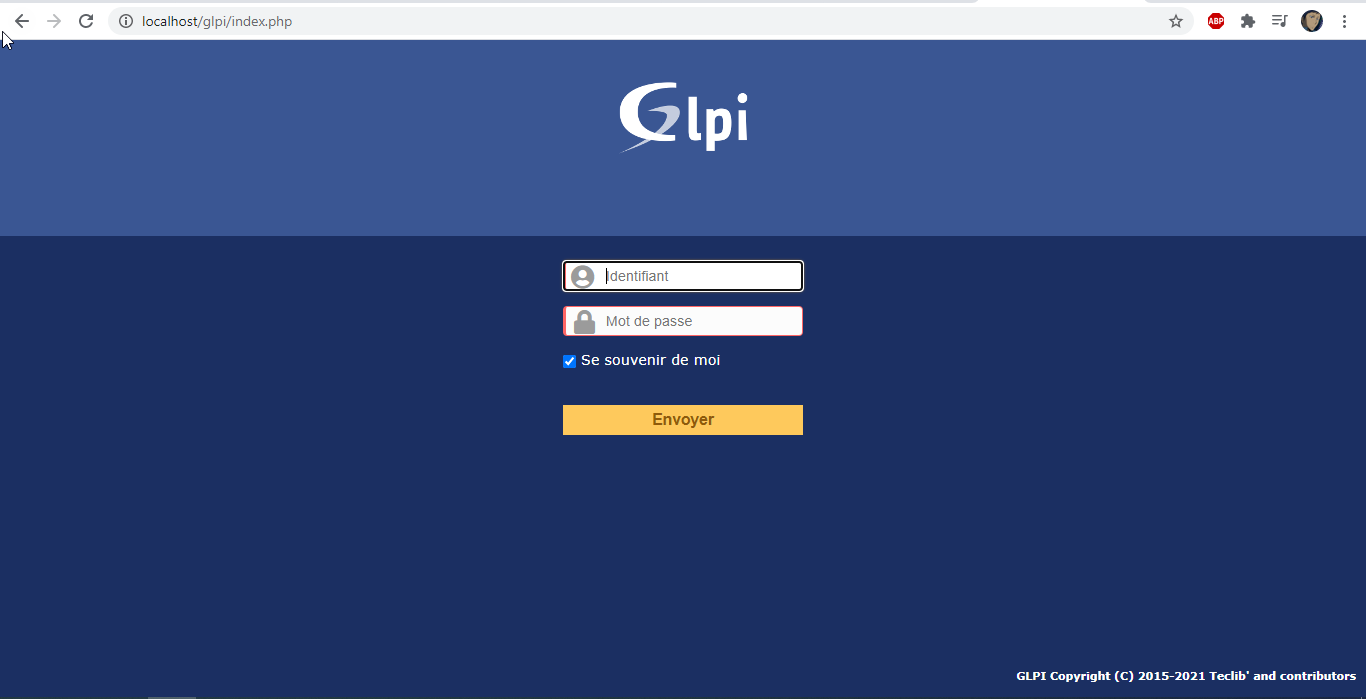 localhost/glpi/index.php
ABP
Glpi
Identifiant
Mot de passe
Se souvenir de moi
Envoyer
GLPI Copyright (C) 2015-2021 Teclib' and contributors